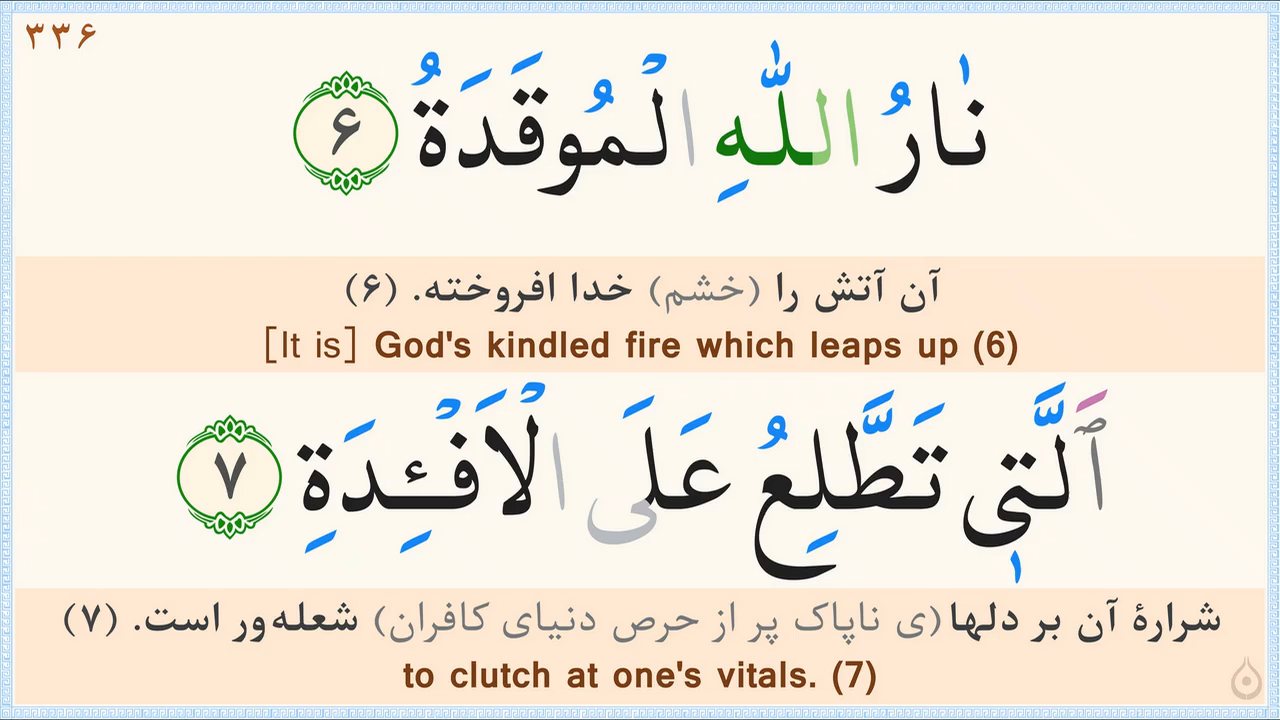 ۳۳۶
نٰارُ اللّٰهِ الْمُوقَدَةُ ۶
آن آتش را (خشم) خدا افروخته. (۶)
[It is] God's kindled fire which leaps up (6)
ٱَلَّتِي تَطَّلِعُ عَلَى الْاَفْـِٔدَةِ ۷
شرارهٔ آن بر دلها(ی ناپاک پر از حرص دنیای کافران) شعله‌ور است. (۷)
to clutch at one's vitals. (7)